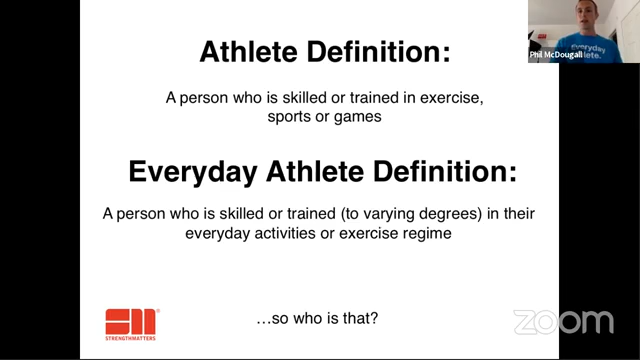 Athlete Definition:
A person who is skilled or trained in exercise,
sports or games
Everyday Athlete Definition:
A person who is skilled or trained (to varying degrees) in their
everyday activities or exercise regime
…so who is that?
STRENGTHMATTERS
®
zoom
everyday
athlete.
Phil McDougall